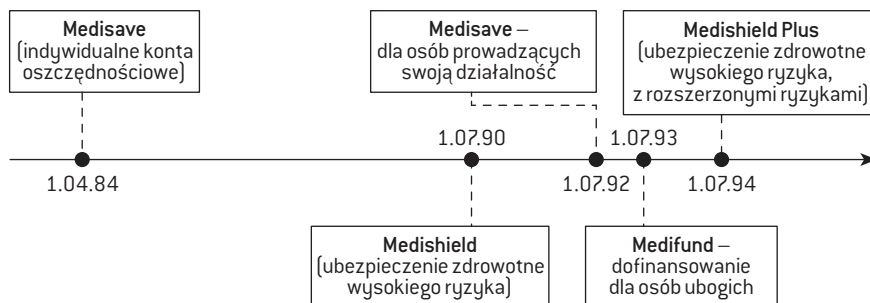 Medisave
(indywidualne konta
oszczędnościowe)
Medisave –
dla osób prowadzących
swoją działalność
Medishield Plus
(ubezpieczenie zdrowotne
wysokiego ryzyka,
z rozszerzonymi ryzykami)
1.07.90
1.07.93
1.04.84
1.07.92
1.07.94
Medishield
(ubezpieczenie zdrowotne
wysokiego ryzyka)
Medifund –
dofinansowanie
dla osób ubogich